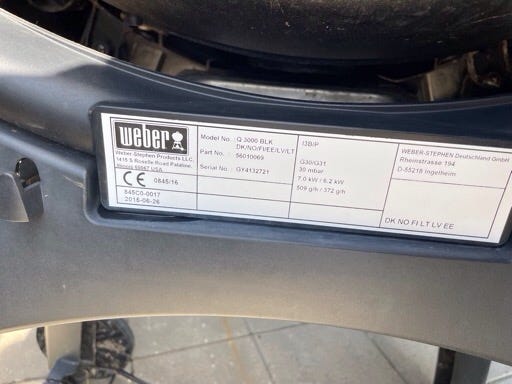 weber
Weber-Stephen Products LLC,
1415 S Roselle Road Palatine,
Illinois 60067 USA
CE 0845/16
845CO-0017
2016-06-26
Model No.: Q 3000 BLK
DK/NO/FI/EE/LV/LT
Part No.: 56010069
Serial No.: GY4132721
I3B/P
G30/G31
30 mbar
7.0 kW / 6.2 kW
509 g/h / 372 g/h
WEBER-STEPHEN Deutschland GmbH
Rheinstrasse 194
D-55218 Ingelheim
DK NO FI LT LV EE